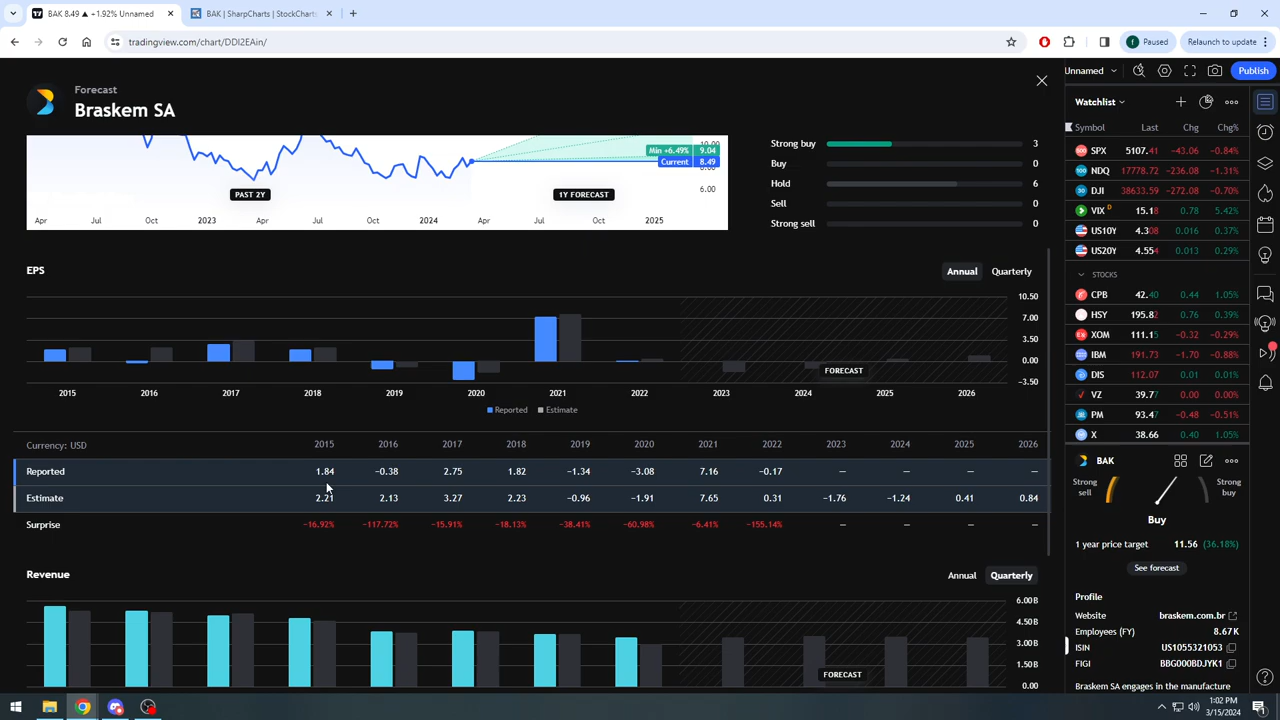 BAK 8.49 ▲ +1.92% Unnamed
BAK | SharpCharts | StockCharts
tradingview.com/chart/DDI2EAin/
Paused
Relaunch to update
Forecast
Braskem SA
Unnamed
Publish
Min +6.49% 9.04
Current 8.49
6.00
PAST 2Y
1Y FORECAST
Apr Jul Oct 2023 Apr Jul Oct 2024 Apr Jul Oct 2025
Strong buy 3
Buy 0
Hold 6
Sell 0
Strong sell 0
EPS
Annual Quarterly
10.50
7.00
3.50
0.00
−3.50
FORECAST
2015 2016 2017 2018 2019 2020 2021 2022 2023 2024 2025 2026
Reported Estimate
Currency: USD 2015 2016 2017 2018 2019 2020 2021 2022 2023 2024 2025 2026
Reported 1.84 −0.38 2.75 1.82 −1.34 −3.08 7.16 −0.17 — — — —
Estimate 2.21 2.13 3.27 2.23 −0.96 −1.91 7.65 0.31 −1.76 −1.24 0.41 0.84
Surprise −16.92% −117.72% −15.91% −18.13% −38.41% −60.98% −6.41% −155.14% — — — —
Revenue
Annual Quarterly
6.00B
4.50B
3.00B
1.50B
0.00
FORECAST
Watchlist
Symbol Last Chg Chg%
SPX 5107.41 −43.06 −0.84%
NDQ 17778.72 −236.08 −1.31%
DJI 38633.59 −272.08 −0.70%
VIX D 15.18 0.78 5.42%
US10Y 4.308 0.016 0.37%
US20Y 4.554 0.013 0.29%
STOCKS
CPB 42.40 0.44 1.05%
HSY 195.82 0.76 0.39%
XOM 111.15 −0.32 −0.29%
IBM 191.73 −1.70 −0.88%
DIS 112.07 0.01 0.01%
VZ 39.77 0.00 0.00%
PM 93.47 −0.48 −0.51%
X 38.66 0.40 1.05%
BAK
Strong sell
Strong buy
Buy
1 year price target 11.56 (36.18%)
See forecast
Profile
Website braskem.com.br
Employees (FY) 8.67K
ISIN US1055321053
FIGI BBG000BDJYK1
Braskem SA engages in the manufacture
1:02 PM
3/15/2024